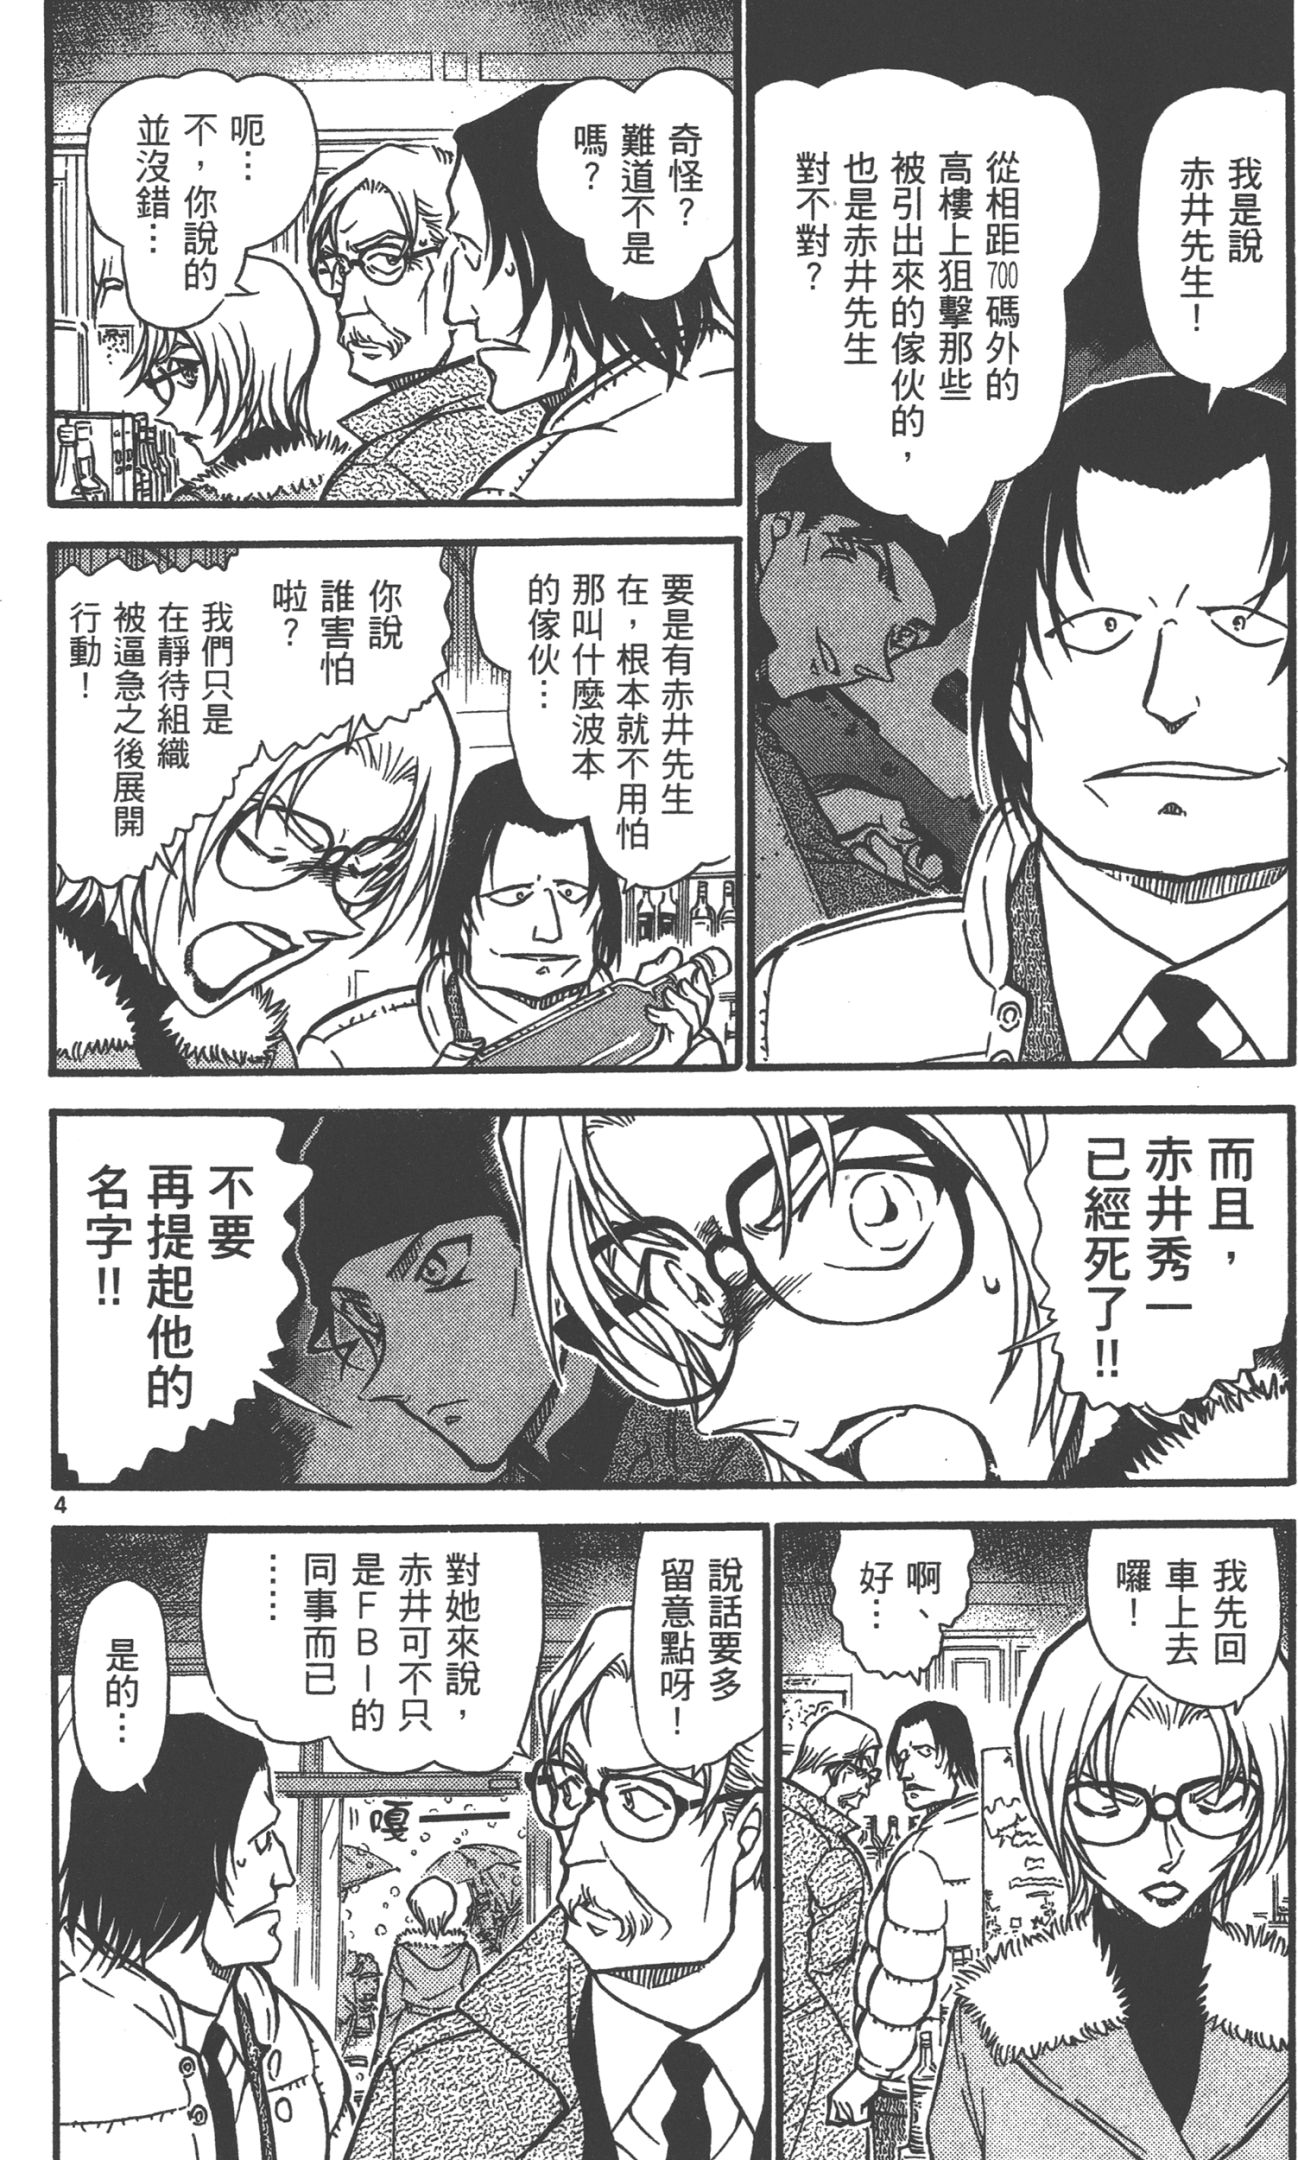 我是說
赤井先生！
從相距700碼外的
高樓上狙擊那些
被引出來的傢伙的，
也是赤井先生
對不對？
奇怪？
難道不是
嗎？
呃…
不，你說的
並沒錯…
要是有赤井先生
在，根本就不用怕
那叫什麼波本
的傢伙…
你說
誰害怕
啦？
我們只是
在靜待組織
被逼急之後展開
行動！
而且，
赤井秀一
已經死了!!
不要
再提起他的
名字!!
4
我先回
車上去
囉！
啊、
好…
說話要多
留意點呀！
對她來說，
赤井可不只
是FBI的
同事而已
……
嘎──
是的…